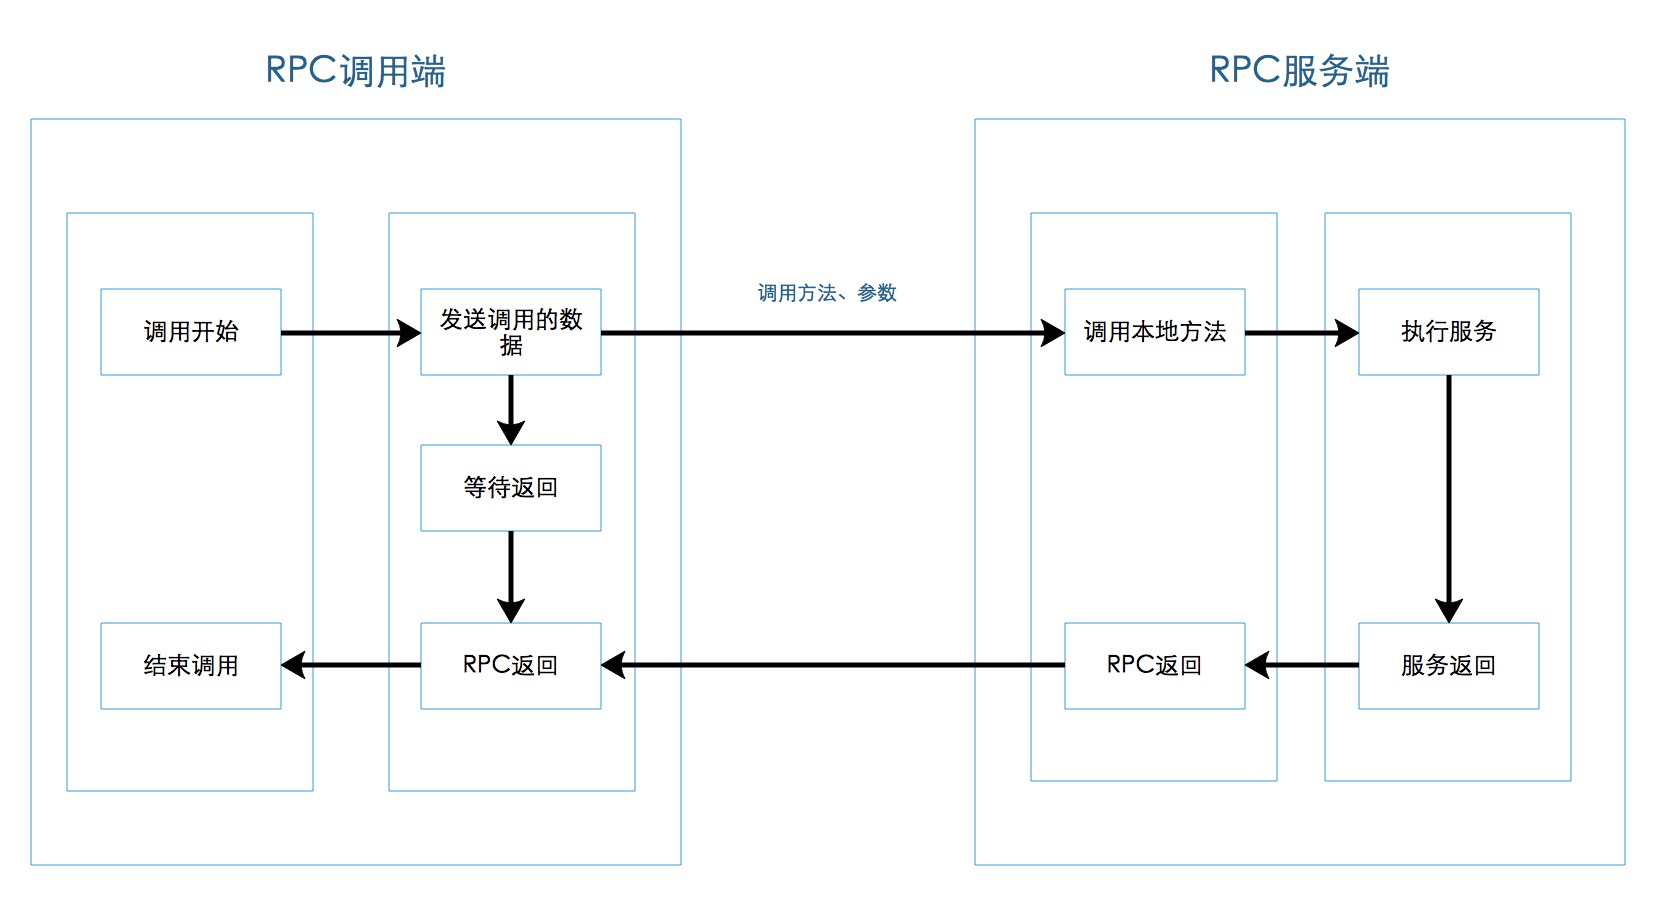 RPC调用端
RPC服务端
调用方法、参数
调用开始
发送调用的数
据
调用本地方法
执行服务
等待返回
结束调用
RPC返回
RPC返回
服务返回